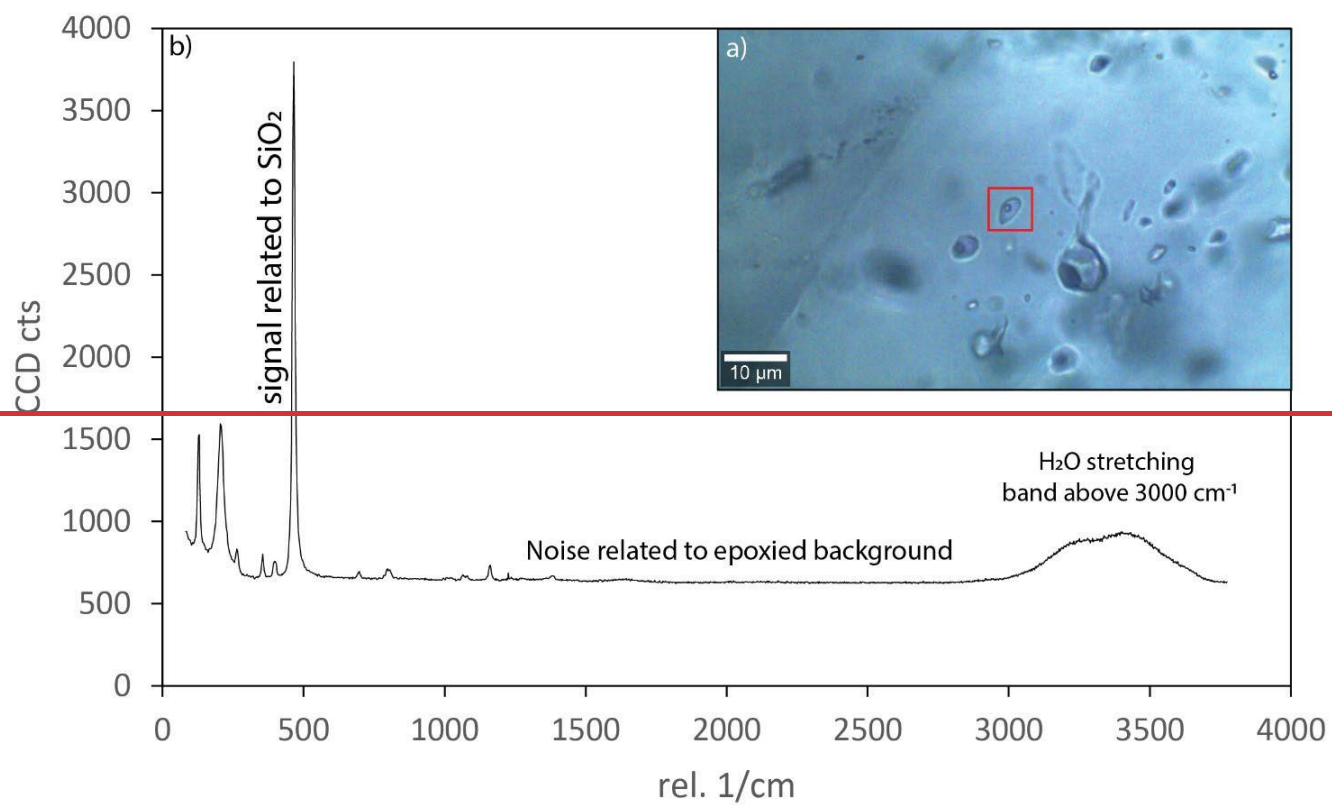 4000
b)
a)
3500
3000
2500
2000
1500
1000
500
0
CCD cts
signal related to SiO₂
10 µm
H₂O stretching
band above 3000 cm⁻¹
Noise related to epoxied background
0 500 1000 1500 2000 2500 3000 3500 4000
rel. 1/cm